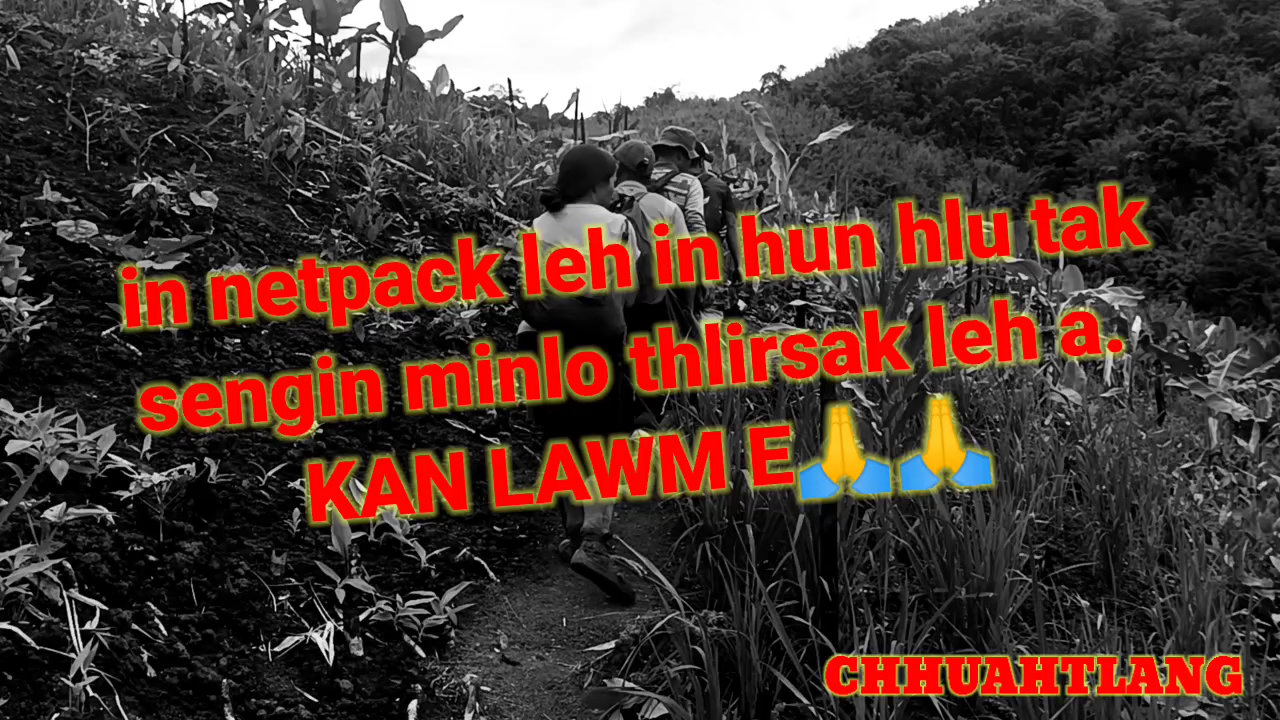 in netpack leh in hun hlu tak
sengin minlo thlirsak leh a.
KAN LAWM E🙏🙏
CHHUAHTLANG